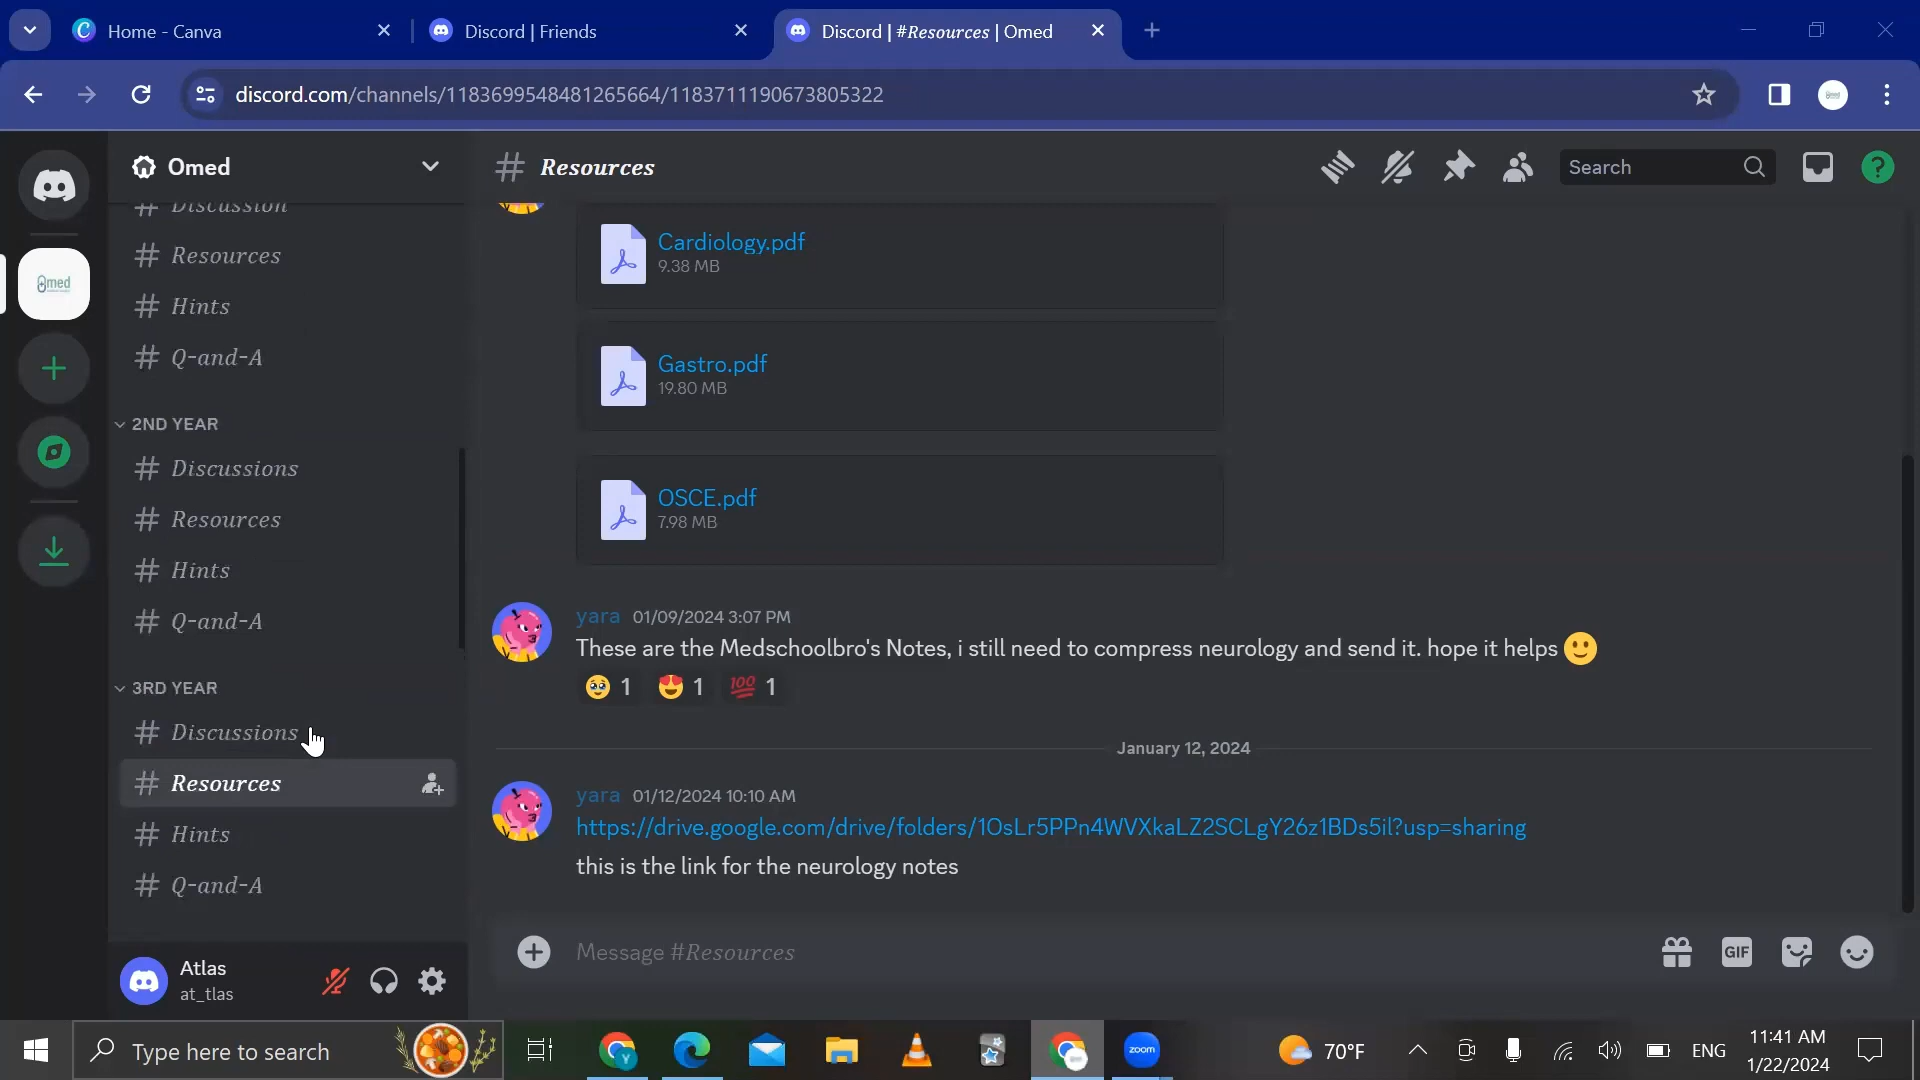 Home - Canva
Discord | Friends
Discord | #Resources | Omed
discord.com/channels/1183699548481265664/1183711190673805322
Omed
# Resources
Search
Discussion
Resources
Hints
Q-and-A
2ND YEAR
Discussions
Resources
Hints
Q-and-A
3RD YEAR
Discussions
Resources
Hints
Q-and-A
Omed
Cardiology.pdf
9.38 MB
Gastro.pdf
19.80 MB
OSCE.pdf
7.98 MB
yara 01/09/2024 3:07 PM
These are the Medschoolbro's Notes, i still need to compress neurology and send it. hope it helps 🙂
🥹 1 😍 1 💯 1
January 12, 2024
yara 01/12/2024 10:10 AM
https://drive.google.com/drive/folders/1OsLr5PPn4WVXkaLZ2SCLgY26z1BDs5il?usp=sharing
this is the link for the neurology notes
Message #Resources
GIF
Atlas
at_tlas
Type here to search
Y
zoom
70°F
ENG
11:41 AM
1/22/2024